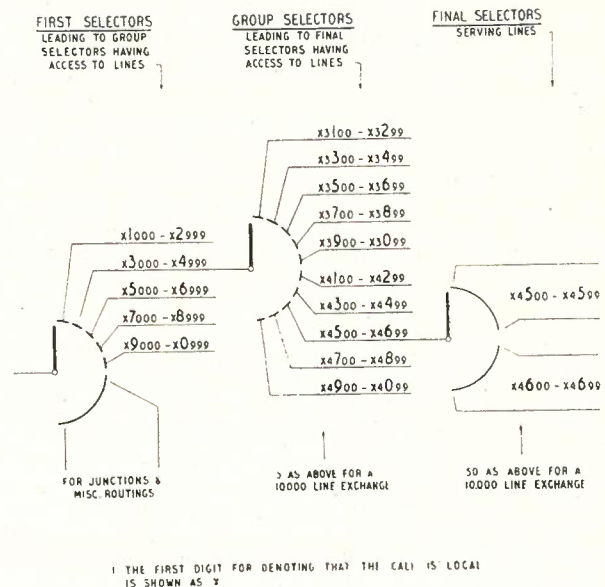 FIRST SELECTORS
LEADING TO GROUP
SELECTORS HAVING
ACCESS TO LINES
GROUP SELECTORS
LEADING TO FINAL
SELECTORS HAVING
ACCESS TO LINES
FINAL SELECTORS
SERVING LINES
x1000 - x2999
x3000 - x4999
x5000 - x6999
x7000 - x8999
x9000 - x0999
FOR JUNCTIONS &
MISC. ROUTINGS
x3100 - x3299
x3300 - x3499
x3500 - x3699
x3700 - x3899
x3900 - x3099
x4100 - x4299
x4300 - x4499
x4500 - x4699
x4700 - x4899
x4900 - x4099
5 AS ABOVE FOR A
10000 LINE EXCHANGE
x4500 - x4599
x4600 - x4699
50 AS ABOVE FOR A
10,000 LINE EXCHANGE
1 THE FIRST DIGIT FOR DENOTING THAT THE CALL IS LOCAL
IS SHOWN AS X